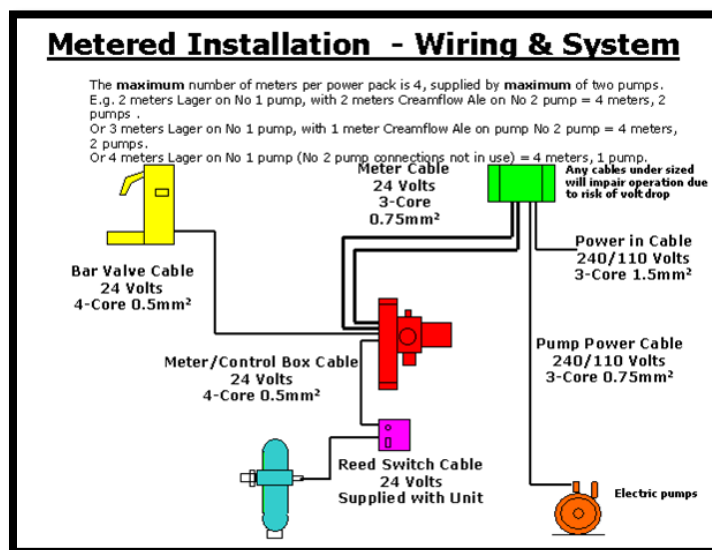 Metered Installation - Wiring & System
The maximum number of meters per power pack is 4, supplied by maximum of two pumps.
E.g. 2 meters Lager on No 1 pump, with 2 meters Creamflow Ale on No 2 pump = 4 meters, 2
pumps .
Or 3 meters Lager on No 1 pump, with 1 meter Creamflow Ale on pump No 2 pump = 4 meters,
2 pumps.
Or 4 meters Lager on No 1 pump (No 2 pump connections not in use) = 4 meters, 1 pump.
Meter Cable
24 Volts
3-Core
0.75mm²
Any cables under sized
will impair operation due
to risk of volt drop
Power in Cable
240/110 Volts
3-Core 1.5mm²
Bar Valve Cable
24 Volts
4-Core 0.5mm²
Meter/Control Box Cable
24 Volts
4-Core 0.5mm²
Pump Power Cable
240/110 Volts
3-Core 0.75mm²
Reed Switch Cable
24 Volts
Supplied with Unit
Electric pumps